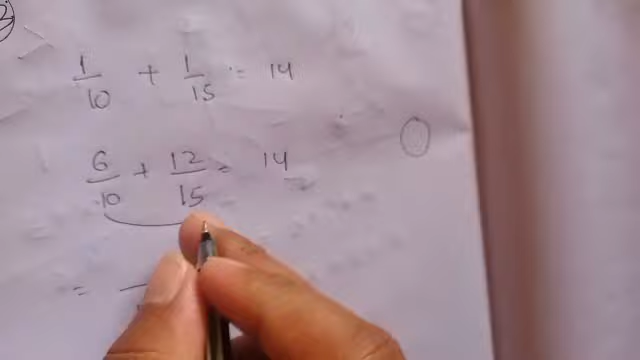 1/10 + 1/15 = 14
6/10 + 12/15 = 14
=